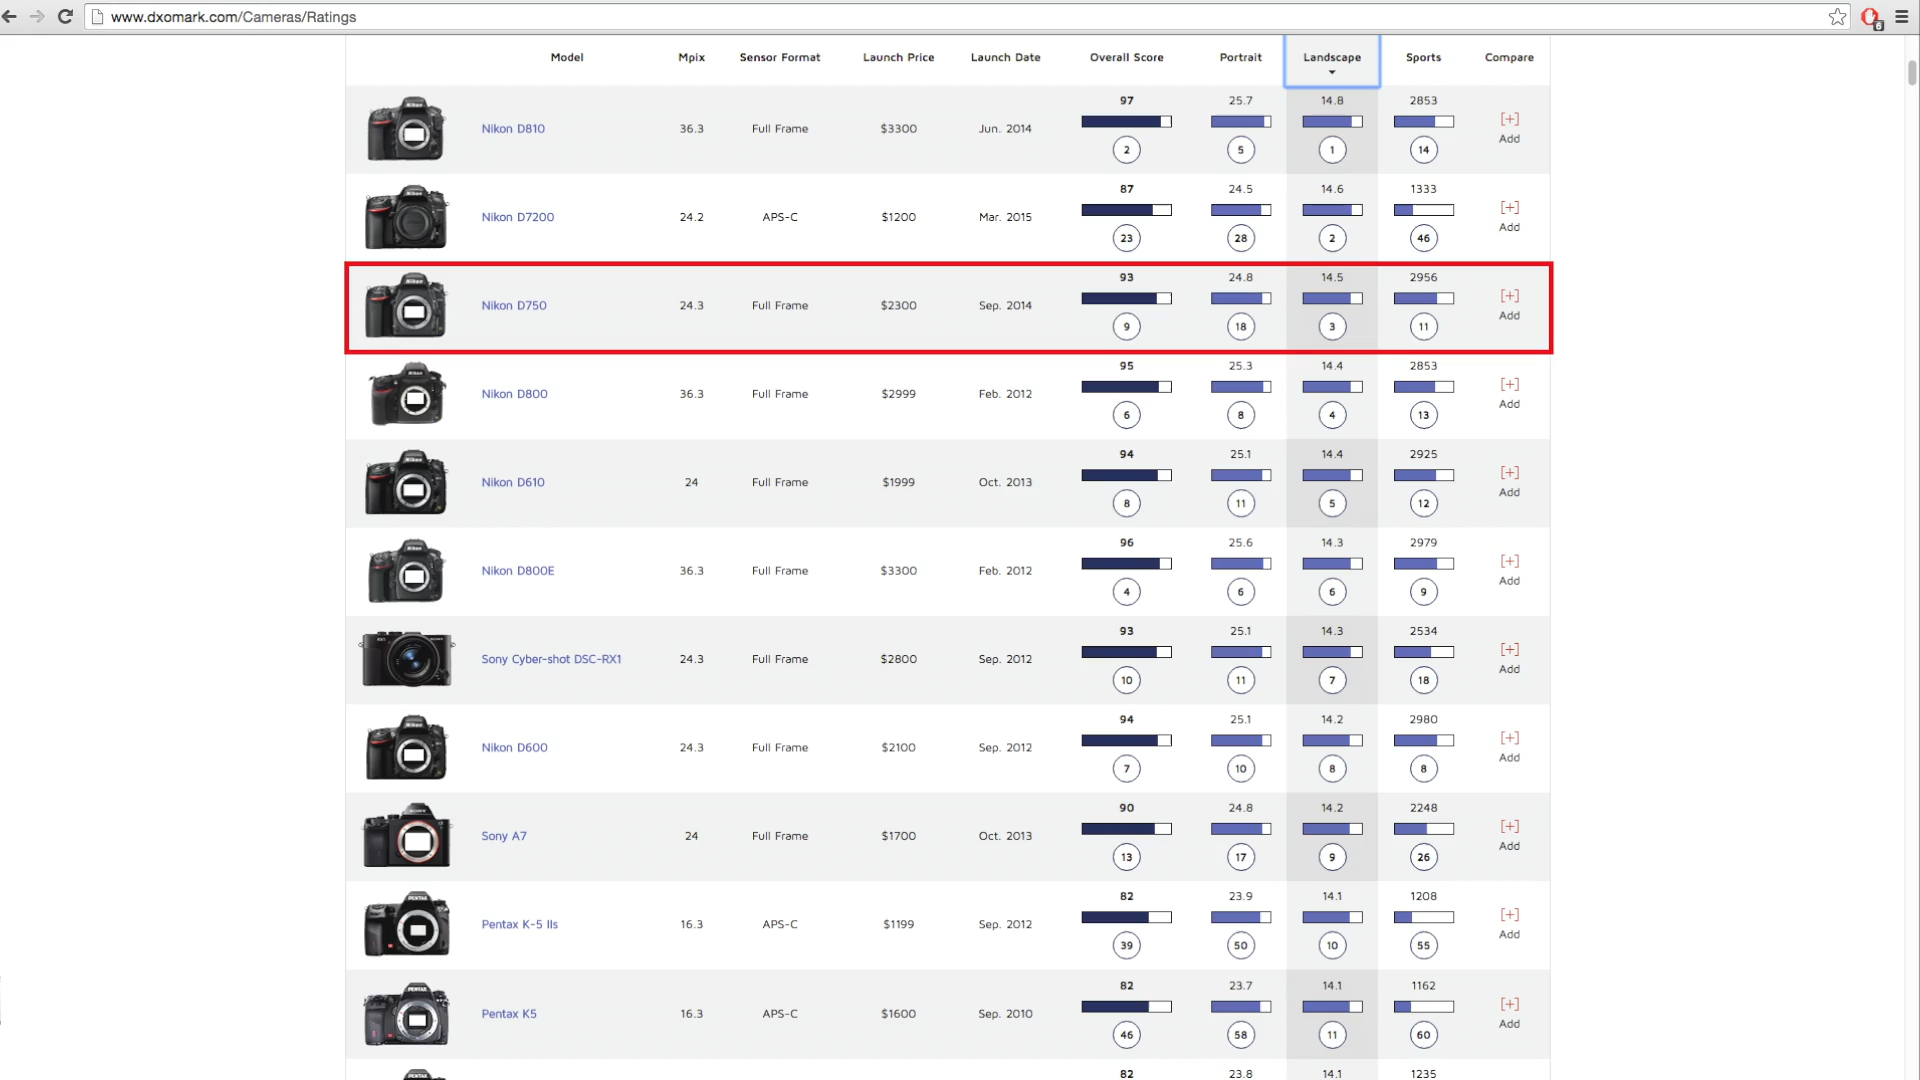 www.dxomark.com/Cameras/Ratings
6
Model Mpix Sensor Format Launch Price Launch Date Overall Score Portrait Landscape Sports Compare
97 25.7 14.8 2853 [+]
Nikon D810 36.3 Full Frame $3300 Jun. 2014 Add
2 5 1 14
87 24.5 14.6 1333 [+]
Nikon D7200 24.2 APS-C $1200 Mar. 2015 Add
23 28 2 46
93 24.8 14.5 2956 [+]
Nikon D750 24.3 Full Frame $2300 Sep. 2014 Add
9 18 3 11
95 25.3 14.4 2853 [+]
Nikon D800 36.3 Full Frame $2999 Feb. 2012 Add
6 8 4 13
94 25.1 14.4 2925 [+]
Nikon D610 24 Full Frame $1999 Oct. 2013 Add
8 11 5 12
96 25.6 14.3 2979 [+]
Nikon D800E 36.3 Full Frame $3300 Feb. 2012 Add
4 6 6 9
93 25.1 14.3 2534 [+]
Sony Cyber-shot DSC-RX1 24.3 Full Frame $2800 Sep. 2012 Add
10 11 7 18
94 25.1 14.2 2980 [+]
Nikon D600 24.3 Full Frame $2100 Sep. 2012 Add
7 10 8 8
90 24.8 14.2 2248 [+]
Sony A7 24 Full Frame $1700 Oct. 2013 Add
13 17 9 26
82 23.9 14.1 1208 [+]
Pentax K-5 IIs 16.3 APS-C $1199 Sep. 2012 Add
39 50 10 55
82 23.7 14.1 1162 [+]
Pentax K5 16.3 APS-C $1600 Sep. 2010 Add
46 58 11 60
82 23.8 14.1 1235